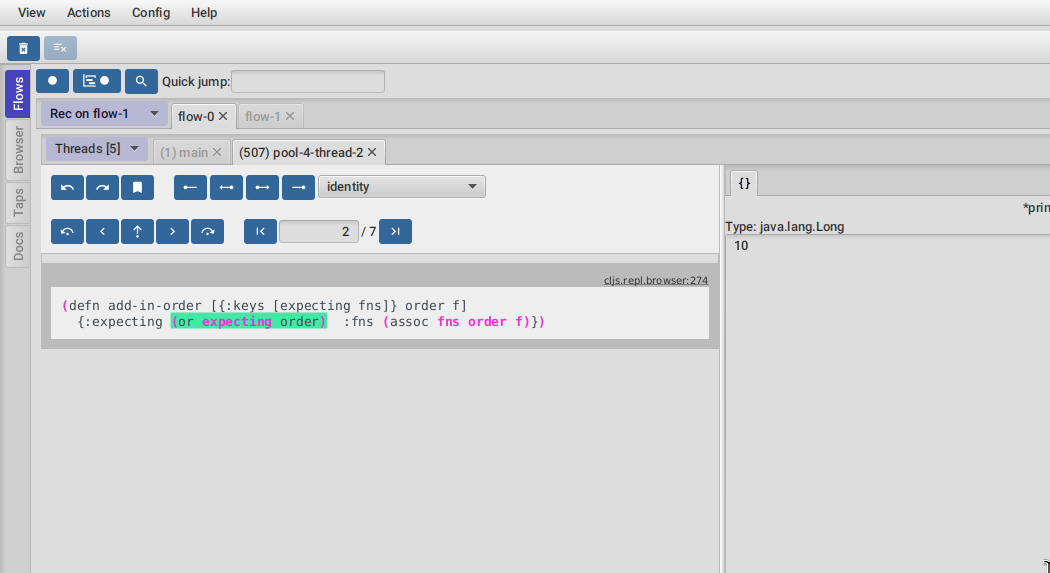 View Actions Config Help
Quick jump:
Flows
Browser
Taps
Docs
Rec on flow-1 flow-0 flow-1
Threads [5] (1) main (507) pool-4-thread-2
identity
2 / 7
{}
*prin
Type: java.lang.Long
10
cljs.repl.browser:274
(defn add-in-order [{:keys [expecting fns]} order f]
{:expecting (or expecting order) :fns (assoc fns order f)})